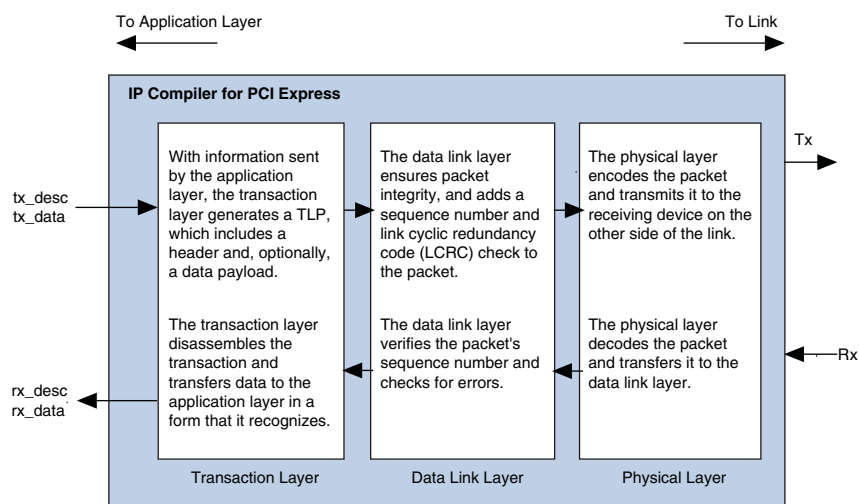 To Application Layer
To Link
IP Compiler for PCI Express
tx_desc
tx_data
With information sent
by the application
layer, the transaction
layer generates a TLP,
which includes a
header and, optionally,
a data payload.
The data link layer
ensures packet
integrity, and adds a
sequence number and
link cyclic redundancy
code (LCRC) check to
the packet.
The physical layer
encodes the packet
and transmits it to the
receiving device on the
other side of the link.
Tx
rx_desc
rx_data
The transaction layer
disassembles the
transaction and
transfers data to the
application layer in a
form that it recognizes.
The data link layer
verifies the packet's
sequence number and
checks for errors.
The physical layer
decodes the packet
and transfers it to the
data link layer.
Rx
Transaction Layer
Data Link Layer
Physical Layer